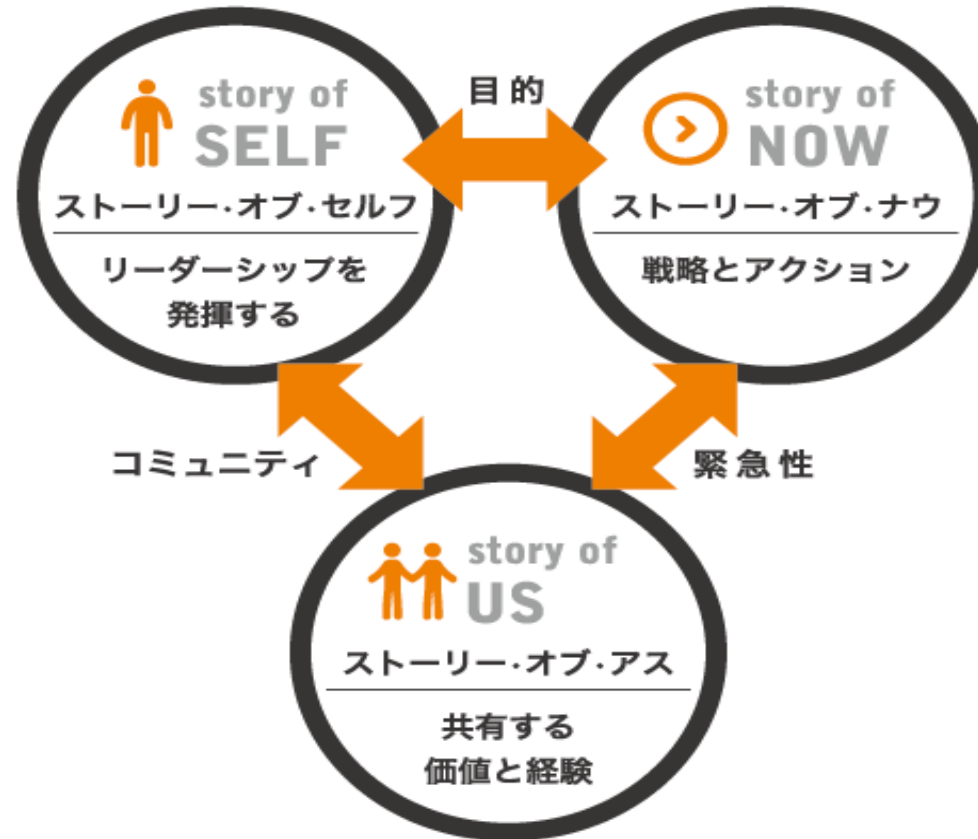 story of
SELF
ストーリー・オブ・セルフ
リーダーシップを
発揮する
目的
story of
NOW
ストーリー・オブ・ナウ
戦略とアクション
コミュニティ
緊急性
story of
US
ストーリー・オブ・アス
共有する
価値と経験